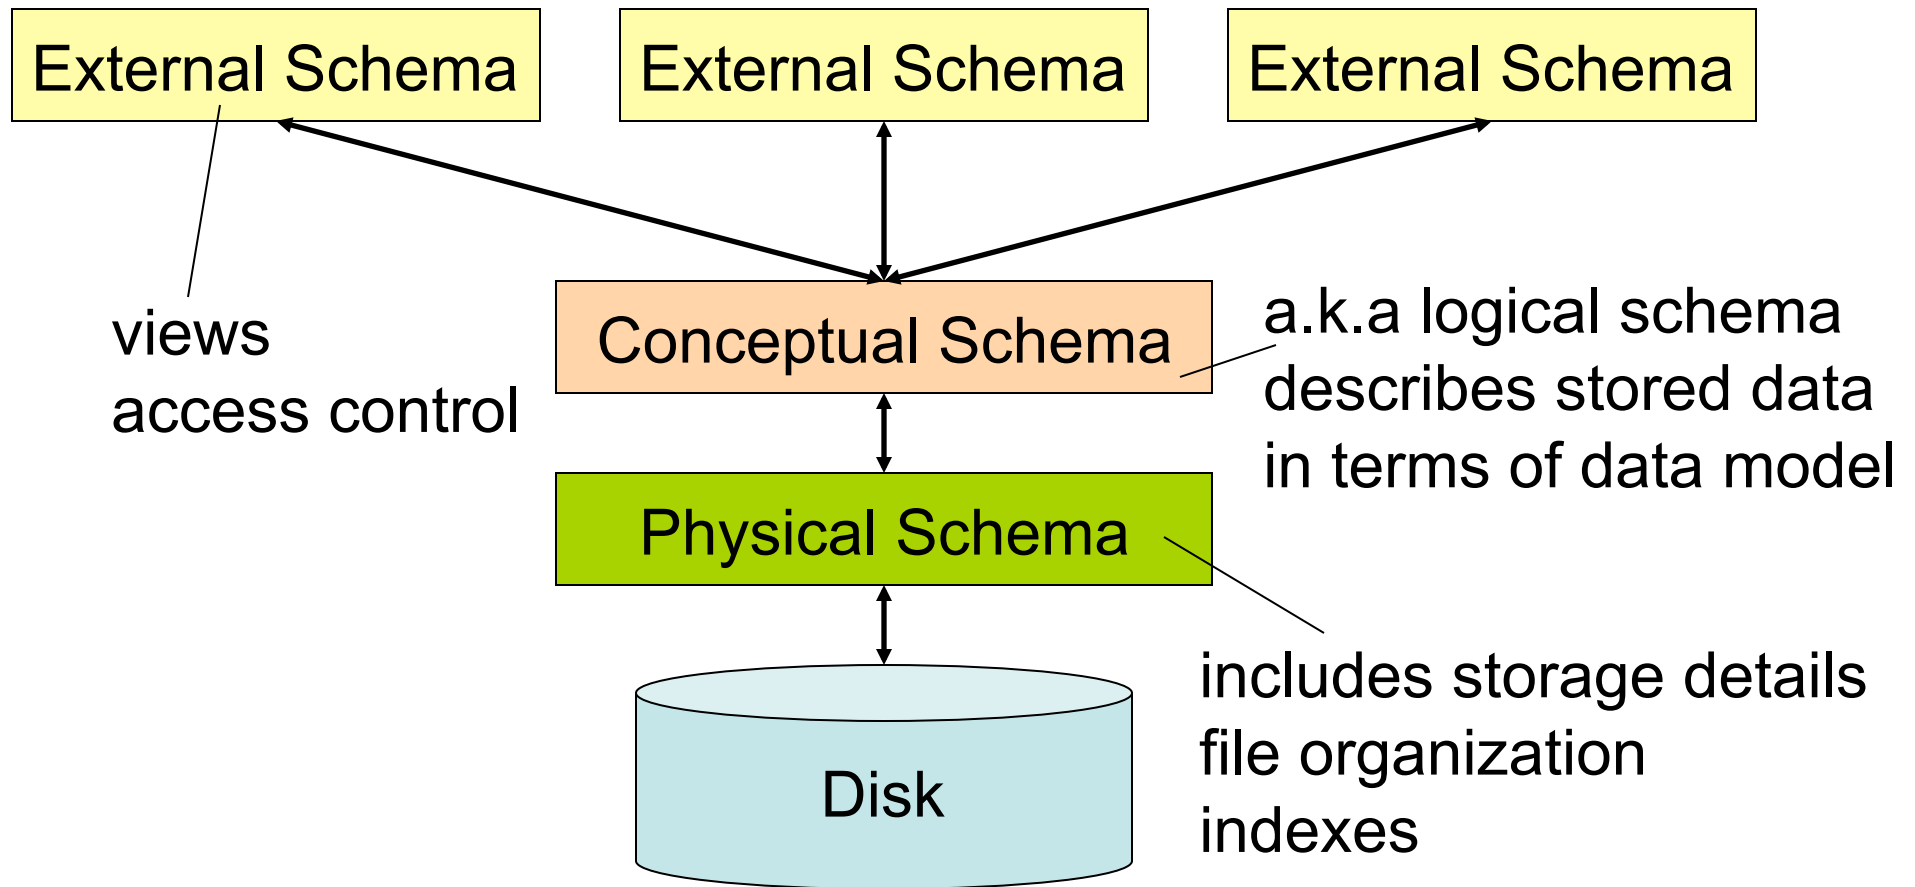 External Schema
External Schema
External Schema
views
access control
Conceptual Schema
a.k.a logical schema
describes stored data
in terms of data model
Physical Schema
includes storage details
file organization
indexes
Disk